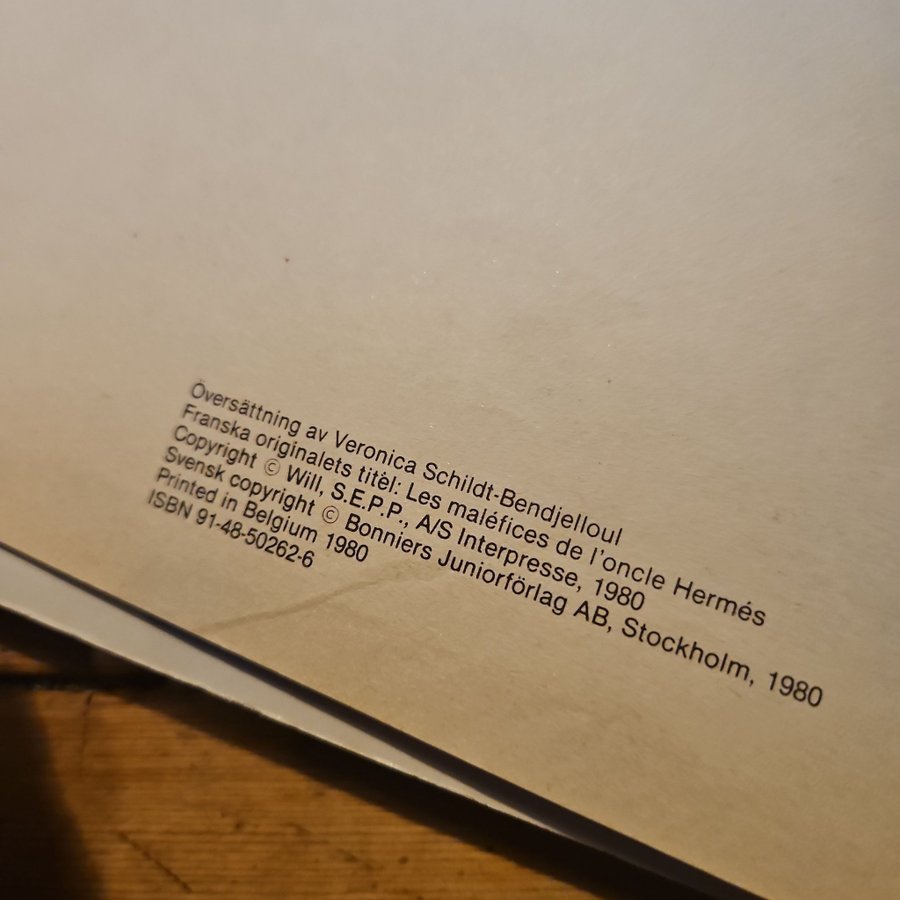 Översättning av Veronica Schildt-Bendjelloul
Franska originalets titèl: Les maléfices de l'oncle Hermés
Copyright © Will, S.E.P.P., A/S Interpresse, 1980
Svensk copyright © Bonniers Juniorförlag AB, Stockholm, 1980
Printed in Belgium 1980
ISBN 91-48-50262-6